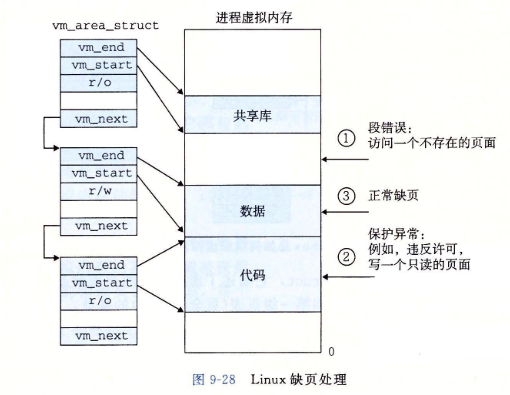 进程虚拟内存
vm_area_struct
vm_end
vm_start
r/o
vm_next
共享库
① 段错误：
访问一个不存在的页面
vm_end
vm_start
r/w
vm_next
数据
③ 正常缺页
vm_end
vm_start
r/o
vm_next
代码
② 保护异常：
例如，违反许可，
写一个只读的页面
0
图 9-28 Linux 缺页处理